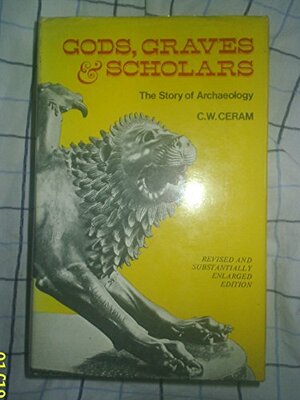 GODS, GRAVES
& SCHOLARS
The Story of Archaeology
C.W. CERAM
REVISED AND
SUBSTANTIALLY
ENLARGED
EDITION